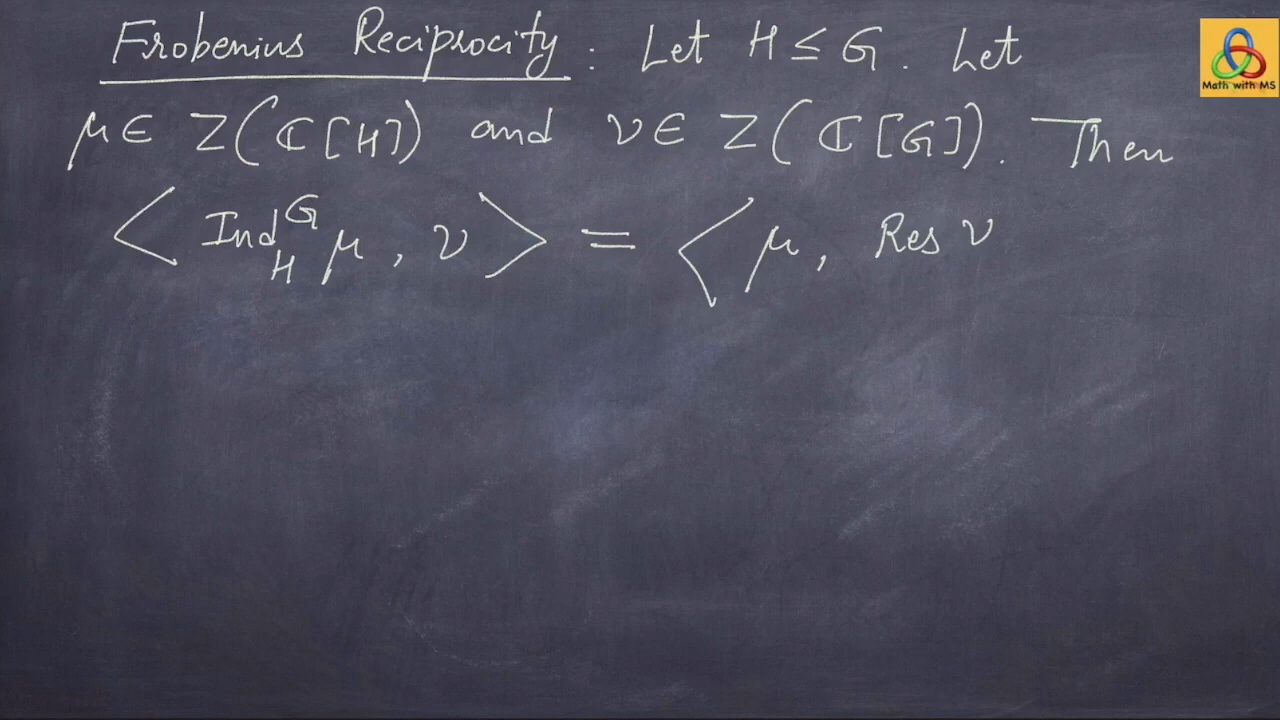 Frobenius Reciprocity : Let H ≤ G. Let
μ ∈ Z(ℂ[H]) and ν ∈ Z(ℂ[G]). Then
⟨ Ind_H^G μ, ν ⟩ = ⟨ μ, Res ν
Math with MS